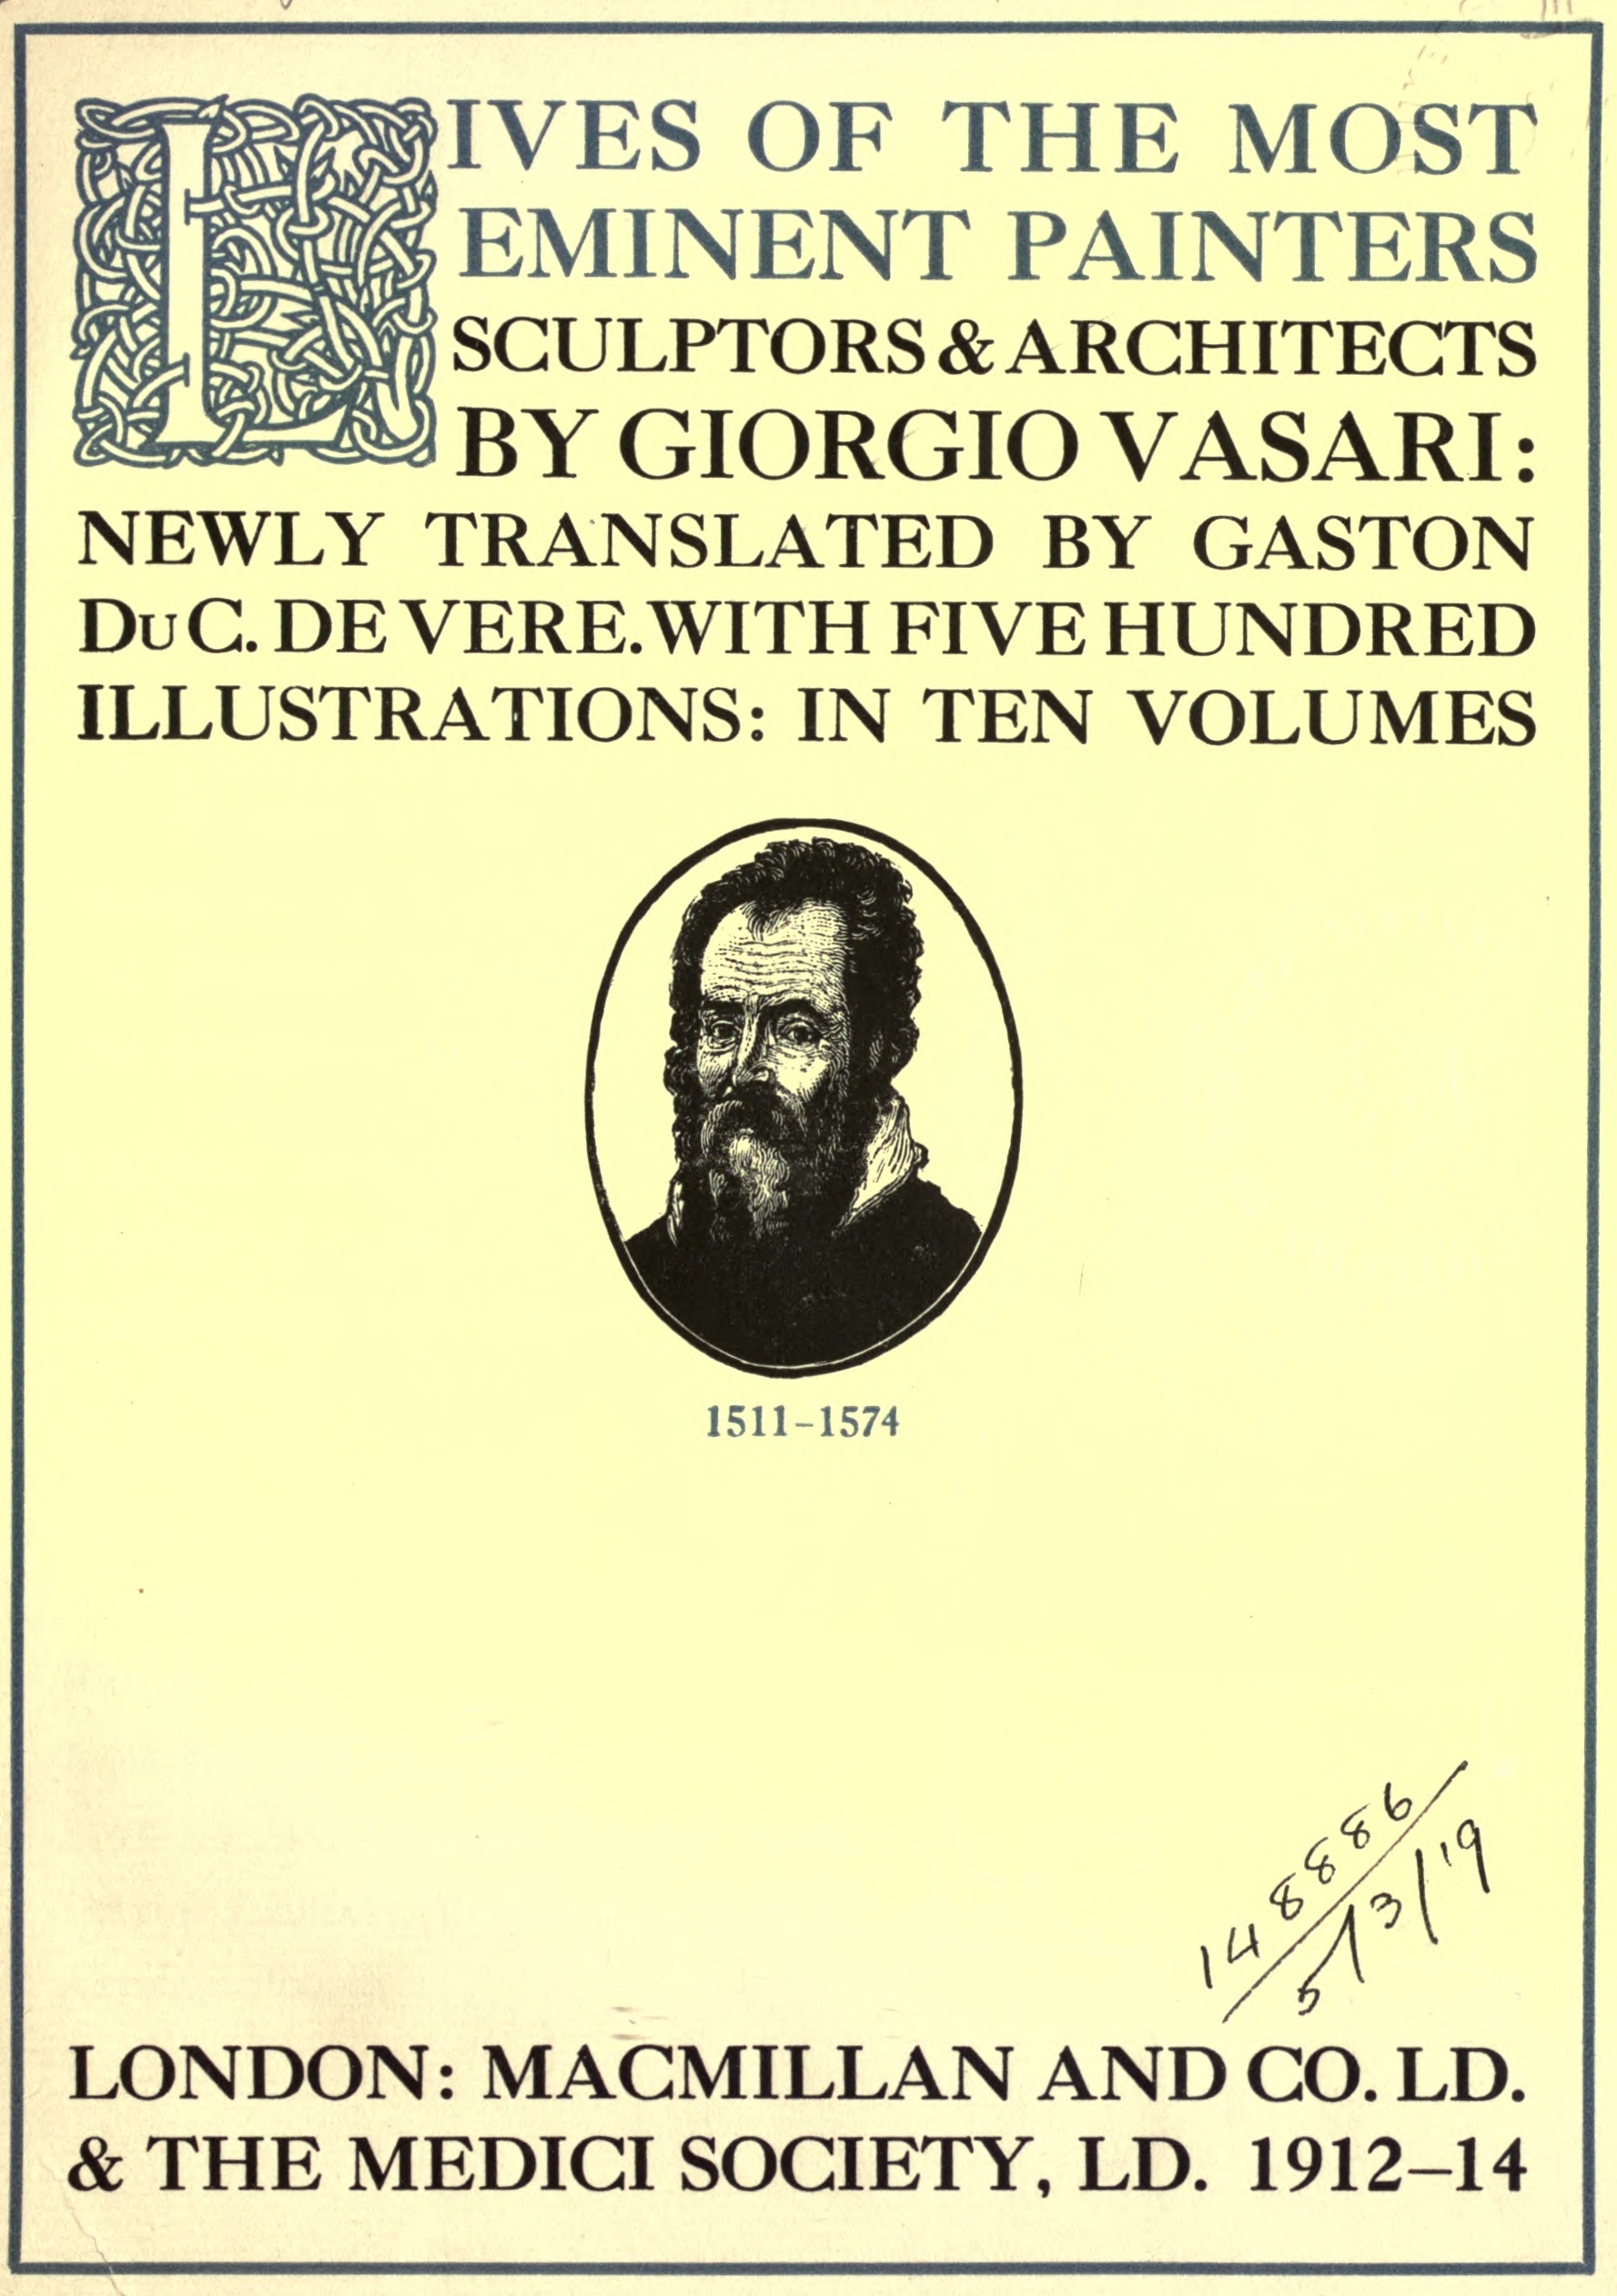 LIVES OF THE MOST
EMINENT PAINTERS
SCULPTORS & ARCHITECTS
BY GIORGIO VASARI:
NEWLY TRANSLATED BY GASTON
DU C. DE VERE. WITH FIVE HUNDRED
ILLUSTRATIONS: IN TEN VOLUMES
1511–1574
148886
5/3/19
LONDON: MACMILLAN AND CO. LD.
& THE MEDICI SOCIETY, LD. 1912–14